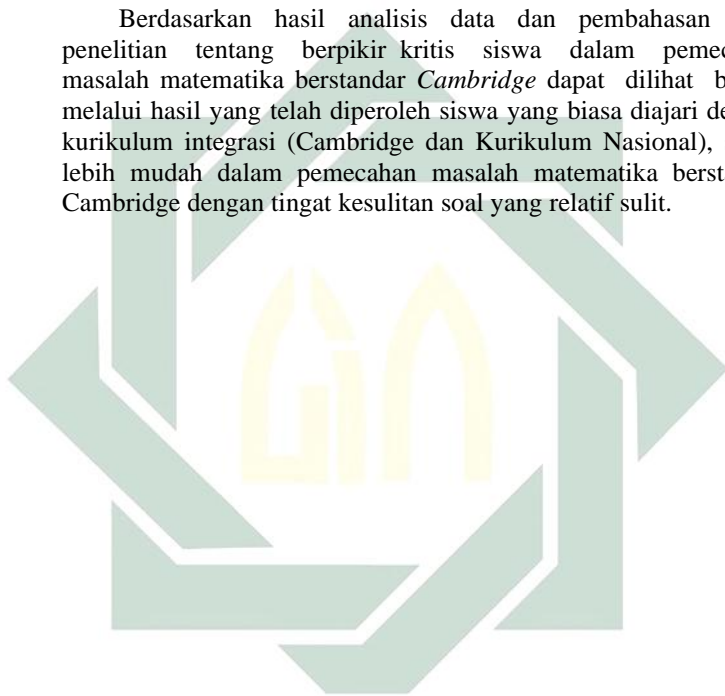 Berdasarkan hasil analisis data dan pembahasan
penelitian tentang berpikir kritis siswa dalam
masalah matematika berstandar Cambridge dapat dilihat
melalui hasil yang telah diperoleh siswa yang biasa diajari
kurikulum integrasi (Cambridge dan Kurikulum Nasional),
lebih mudah dalam pemecahan masalah matematika
Cambridge dengan tingat kesulitan soal yang relatif sulit.